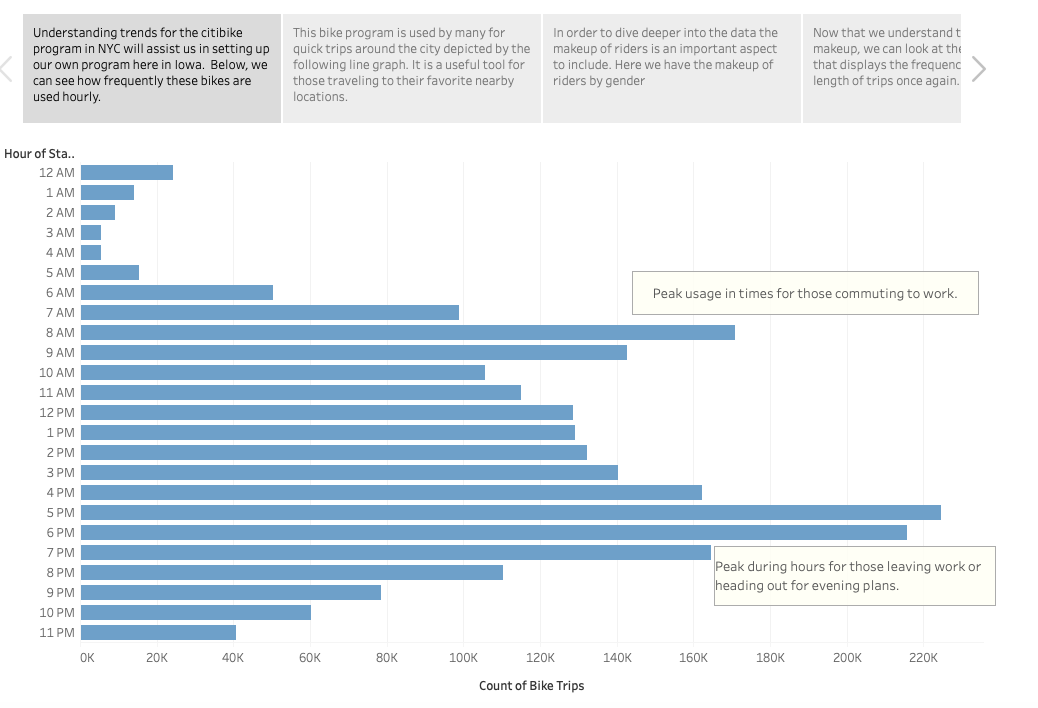 Understanding trends for the citibike
program in NYC will assist us in setting up
our own program here in Iowa.  Below, we
can see how frequently these bikes are
used hourly.
This bike program is used by many for
quick trips around the city depicted by the
following line graph. It is a useful tool for
those traveling to their favorite nearby
locations.
In order to dive deeper into the data the
makeup of riders is an important aspect
to include. Here we have the makeup of
riders by gender
Now that we understand t
makeup, we can look at the
that displays the frequenc
length of trips once again.
Hour of Sta..
12 AM
1 AM
2 AM
3 AM
4 AM
5 AM
6 AM
Peak usage in times for those commuting to work.
7 AM
8 AM
9 AM
10 AM
11 AM
12 PM
1 PM
2 PM
3 PM
4 PM
5 PM
6 PM
7 PM
Peak during hours for those leaving work or
heading out for evening plans.
8 PM
9 PM
10 PM
11 PM
0K 20K 40K 60K 80K 100K 120K 140K 160K 180K 200K 220K
Count of Bike Trips